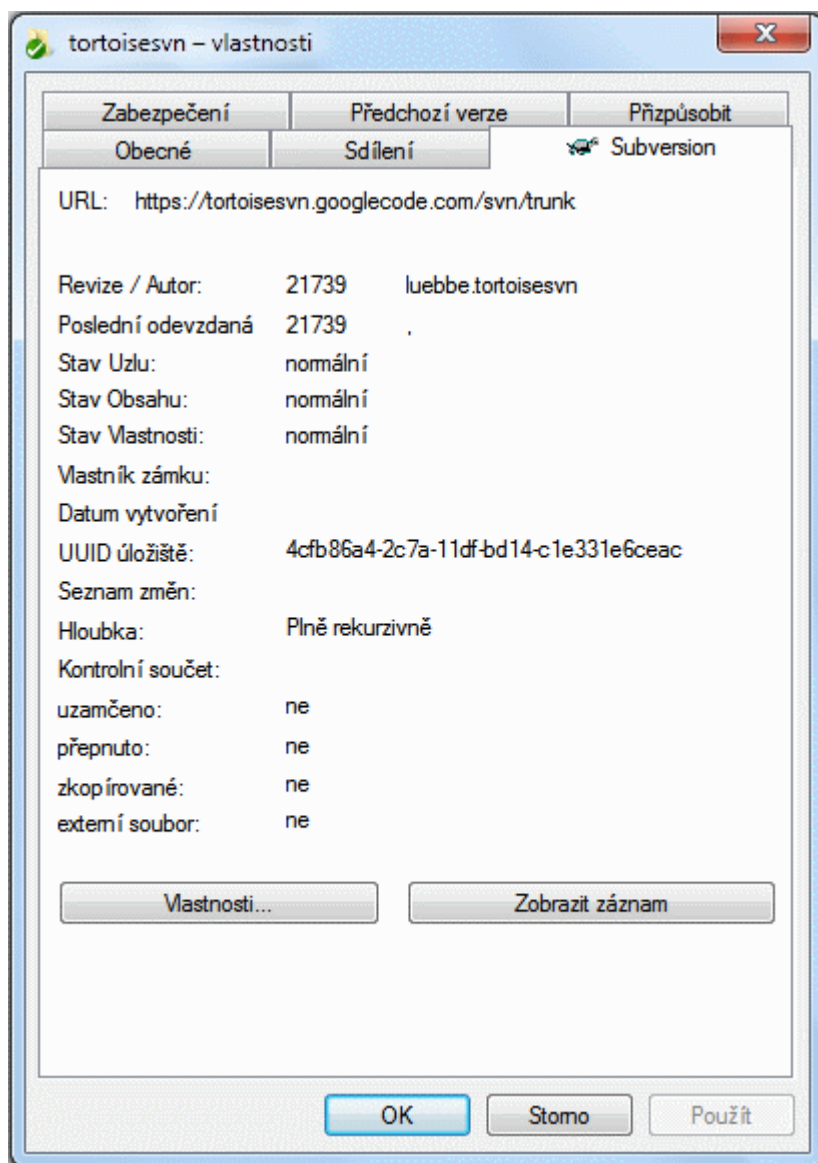 tortoisesvn – vlastnosti
Zabezpečení Předchozí verze Přizpůsobit
Obecné Sdílení Subversion
URL: https://tortoisesvn.googlecode.com/svn/trunk
Revize / Autor: 21739 luebbe.tortoisesvn
Poslední odevzdaná 21739 ,
Stav Uzlu: normální
Stav Obsahu: normální
Stav Vlastnosti: normální
Vlastník zámku:
Datum vytvoření
UUID úložiště: 4cfb86a4-2c7a-11df-bd14-c1e331e6ceac
Seznam změn:
Hloubka: Plně rekurzivně
Kontrolní součet:
uzamčeno: ne
přepnuto: ne
zkopírované: ne
externí soubor: ne
Vlastnosti... Zobrazit záznam
OK Storno Použít